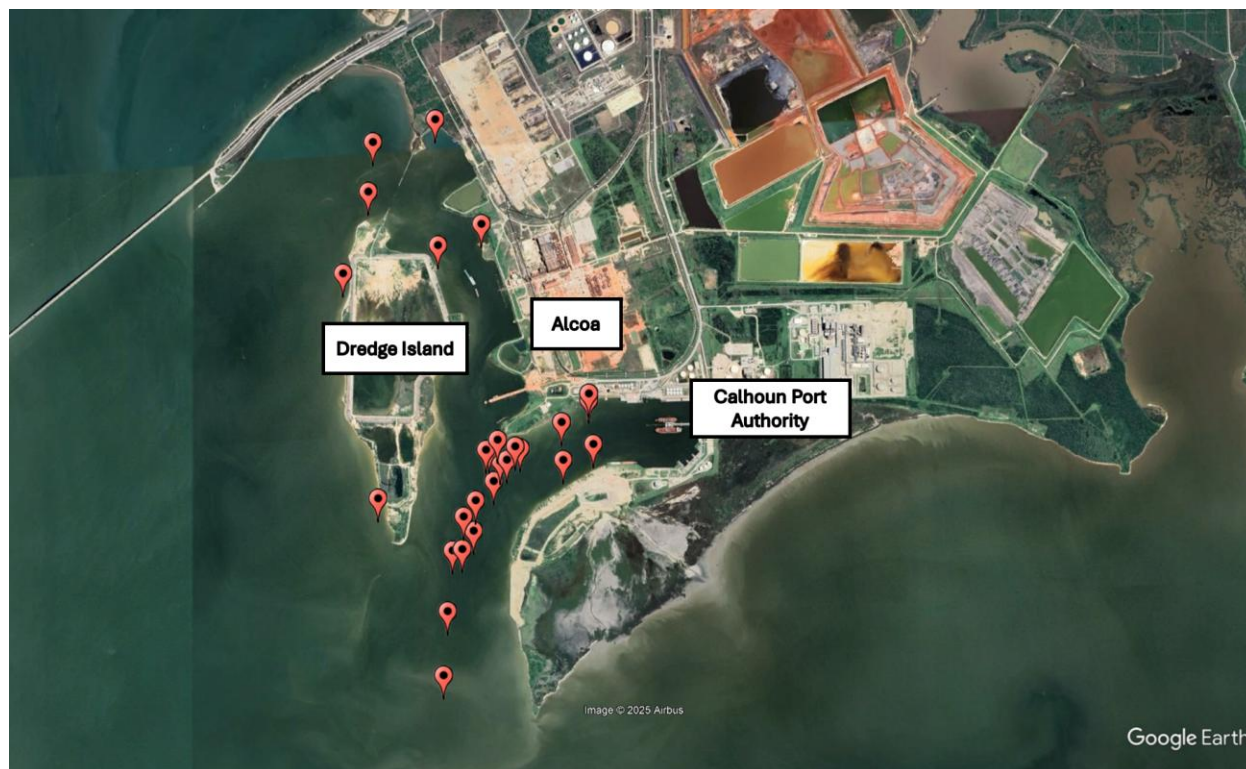 Alcoa
Dredge Island
Calhoun Port
Authority
Image © 2025 Airbus
Google Earth